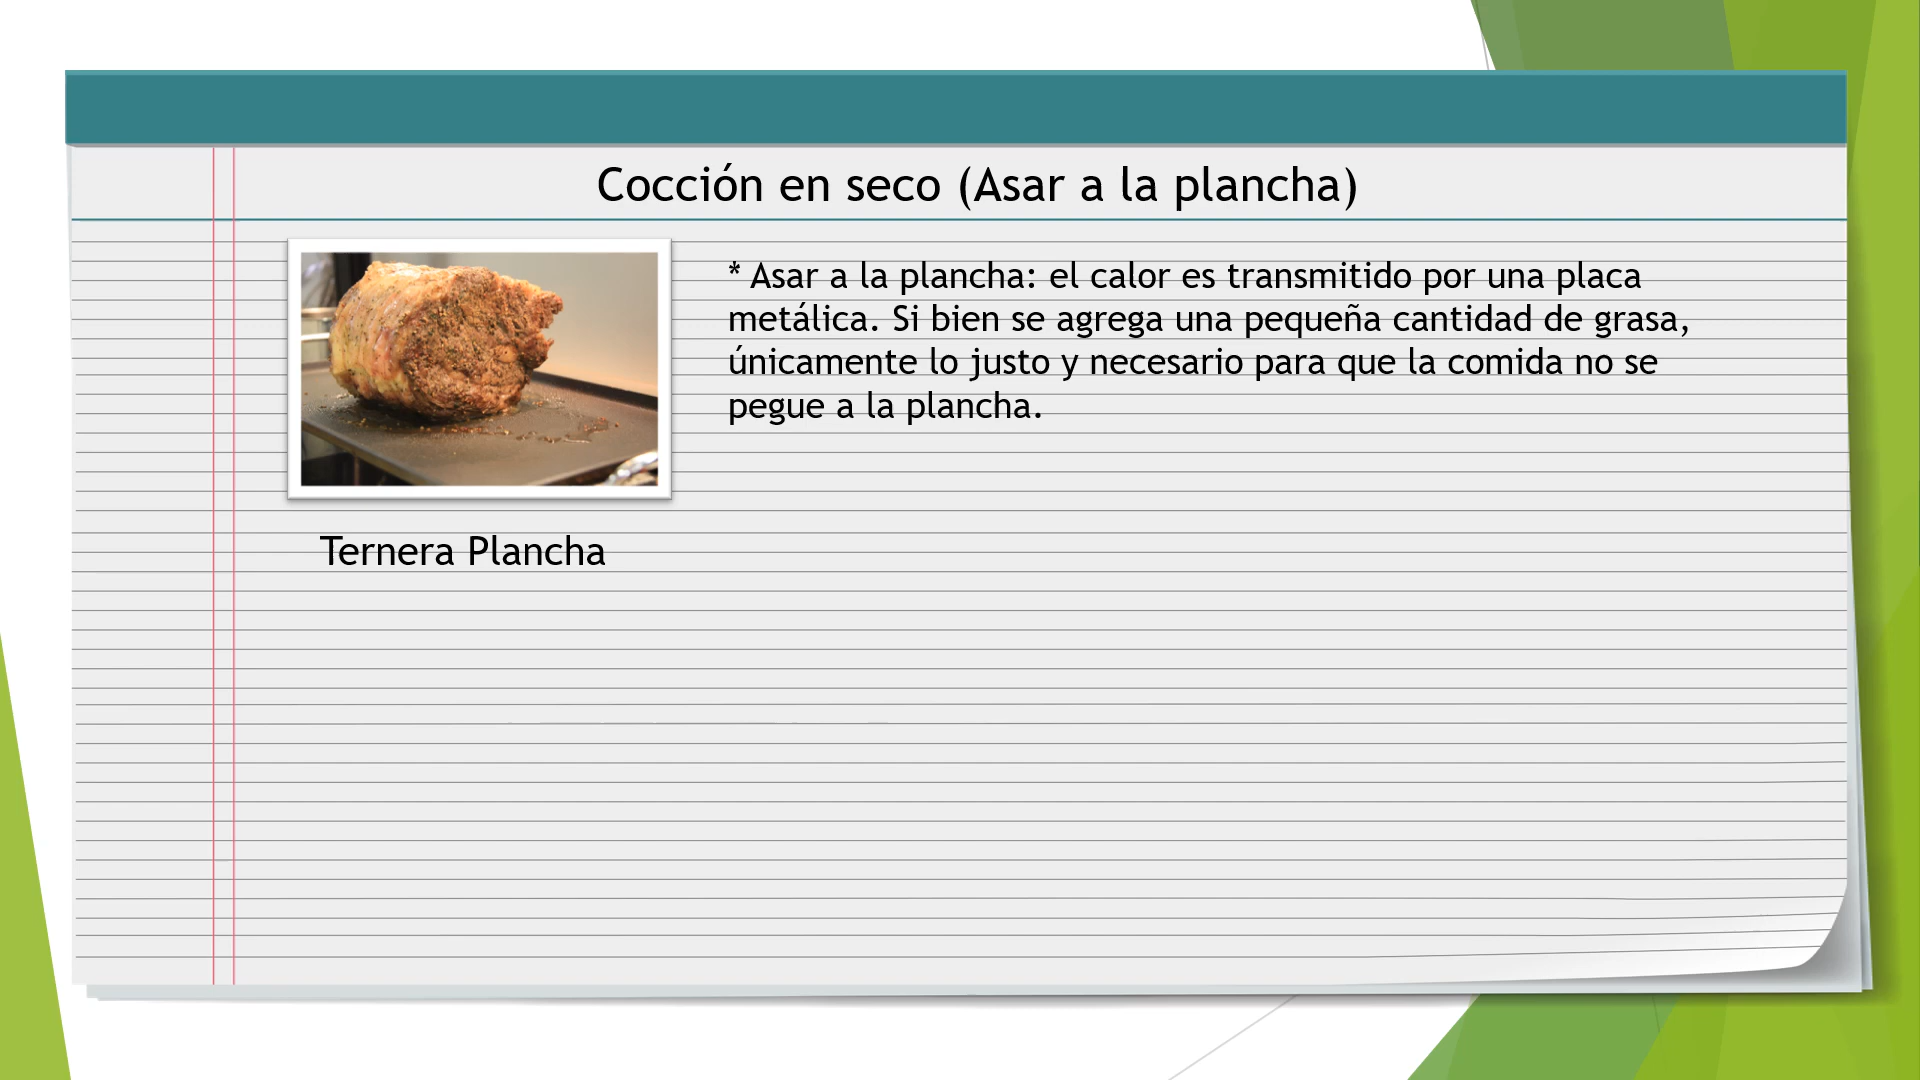 Cocción en seco (Asar a la plancha)
* Asar a la plancha: el calor es transmitido por una placa
metálica. Si bien se agrega una pequeña cantidad de grasa,
únicamente lo justo y necesario para que la comida no se
pegue a la plancha.
Ternera Plancha